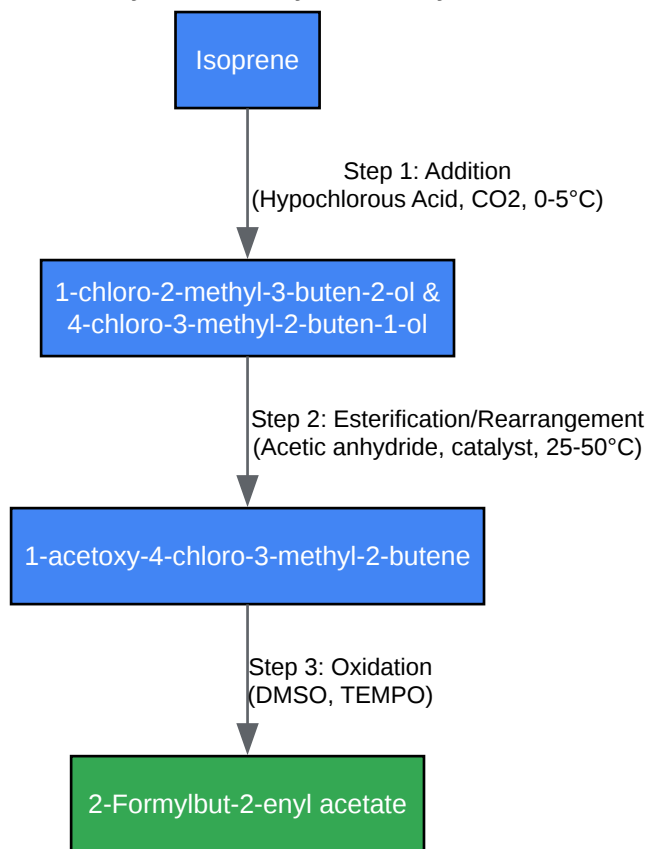 Isoprene
Step 1: Addition
(Hypochlorous Acid, CO2, 0-5°C)
1-chloro-2-methyl-3-buten-2-ol &
4-chloro-3-methyl-2-buten-1-ol
Step 2: Esterification/Rearrangement
(Acetic anhydride, catalyst, 25-50°C)
1-acetoxy-4-chloro-3-methyl-2-butene
Step 3: Oxidation
(DMSO, TEMPO)
2-Formylbut-2-enyl acetate